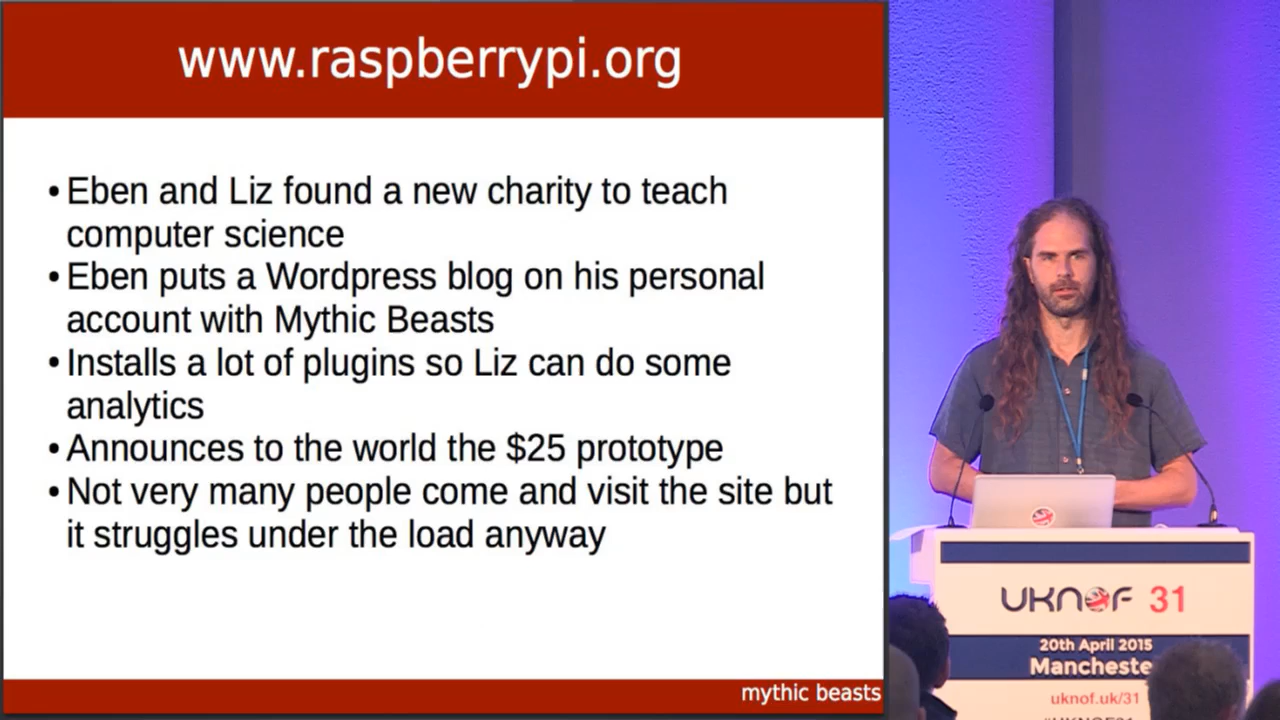 www.raspberrypi.org
• Eben and Liz found a new charity to teach
computer science
• Eben puts a Wordpress blog on his personal
account with Mythic Beasts
• Installs a lot of plugins so Liz can do some
analytics
• Announces to the world the $25 prototype
• Not very many people come and visit the site but
it struggles under the load anyway
mythic beasts
UKNOF 31
20th April 2015
Mancheste
uknof.uk/31